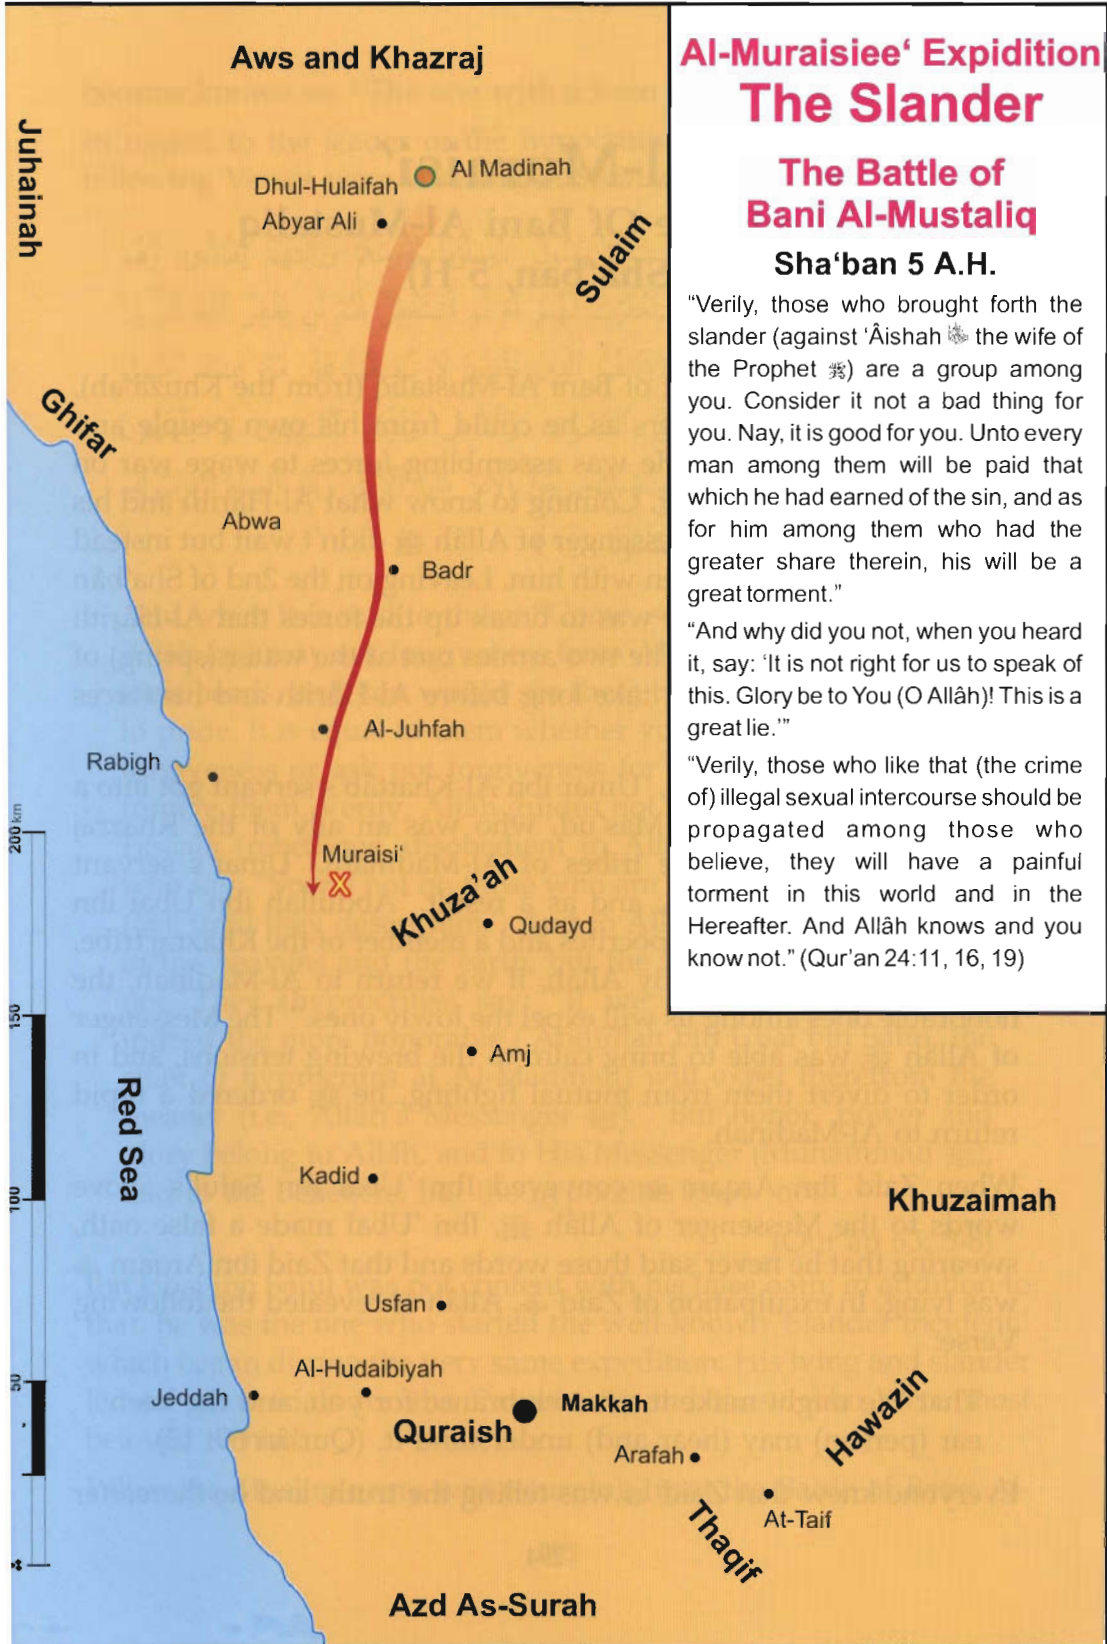 Aws and Khazraj
Juhainah
Al Madinah
Dhul-Hulaifah
Abyar Ali
Sulaim
Ghifar
Abwa
Badr
Al-Juhfah
Rabigh
200 km
Muraisi‘
X
Khuza’ah
Qudayd
150
Amj
Red Sea
Kadid
100
Khuzaimah
Usfan
Al-Hudaibiyah
50
Jeddah
Makkah
Quraish
Hawazin
Arafah
At-Taif
Thaqif
Azd As-Surah
Al-Muraisiee‘ Expidition
The Slander
The Battle of
Bani Al-Mustaliq
Sha‘ban 5 A.H.
“Verily, those who brought forth the
slander (against ‘Âishah the wife of
the Prophet ﷺ) are a group among
you. Consider it not a bad thing for
you. Nay, it is good for you. Unto every
man among them will be paid that
which he had earned of the sin, and as
for him among them who had the
greater share therein, his will be a
great torment.”
“And why did you not, when you heard
it, say: ‘It is not right for us to speak of
this. Glory be to You (O Allâh)! This is a
great lie.’”
“Verily, those who like that (the crime
of) illegal sexual intercourse should be
propagated among those who
believe, they will have a painful
torment in this world and in the
Hereafter. And Allâh knows and you
know not.” (Qur’an 24:11, 16, 19)